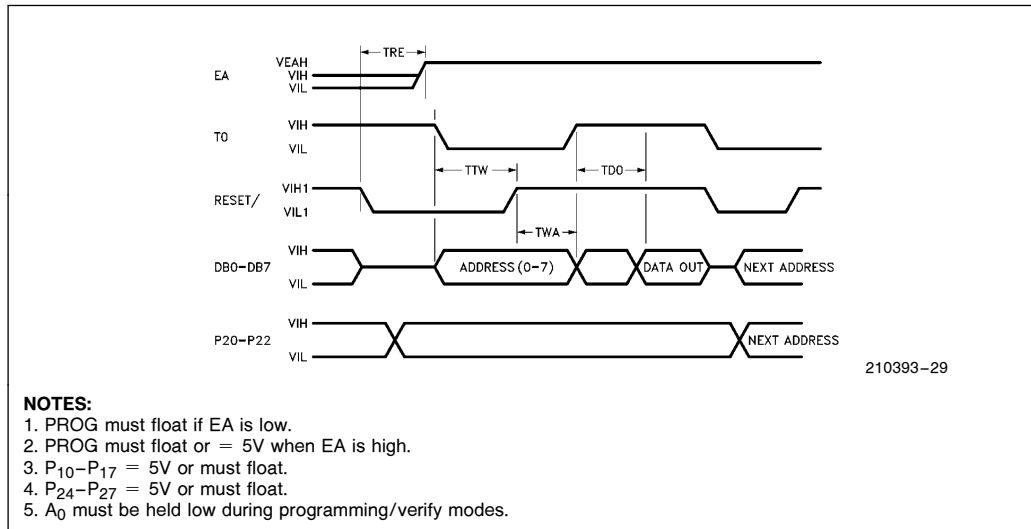 TRE
VEAH
EA VIH
VIL
T0 VIH
VIL
TTW TDO
RESET/ VIH1
VIL1
TWA
VIH
DB0-DB7 ADDRESS (0-7) DATA OUT NEXT ADDRESS
VIL
VIH
P20-P22 NEXT ADDRESS
VIL
210393-29
NOTES:
1. PROG must float if EA is low.
2. PROG must float or = 5V when EA is high.
3. P10–P17 = 5V or must float.
4. P24–P27 = 5V or must float.
5. A0 must be held low during programming/verify modes.